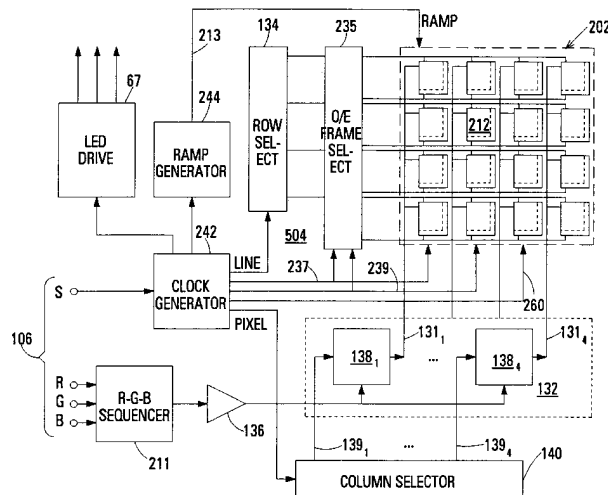 134
235
RAMP
202
213
67
244
LED
DRIVE
RAMP
GENERATOR
ROW
SEL-
ECT
O/E
FRAME
SEL-
ECT
212
242
504
LINE
237
239
260
S
CLOCK
GENERATOR
PIXEL
106
131₁
131₄
138₁
...
138₄
132
R
G
B
R-G-B
SEQUENCER
136
211
139₁
...
139₄
140
COLUMN SELECTOR